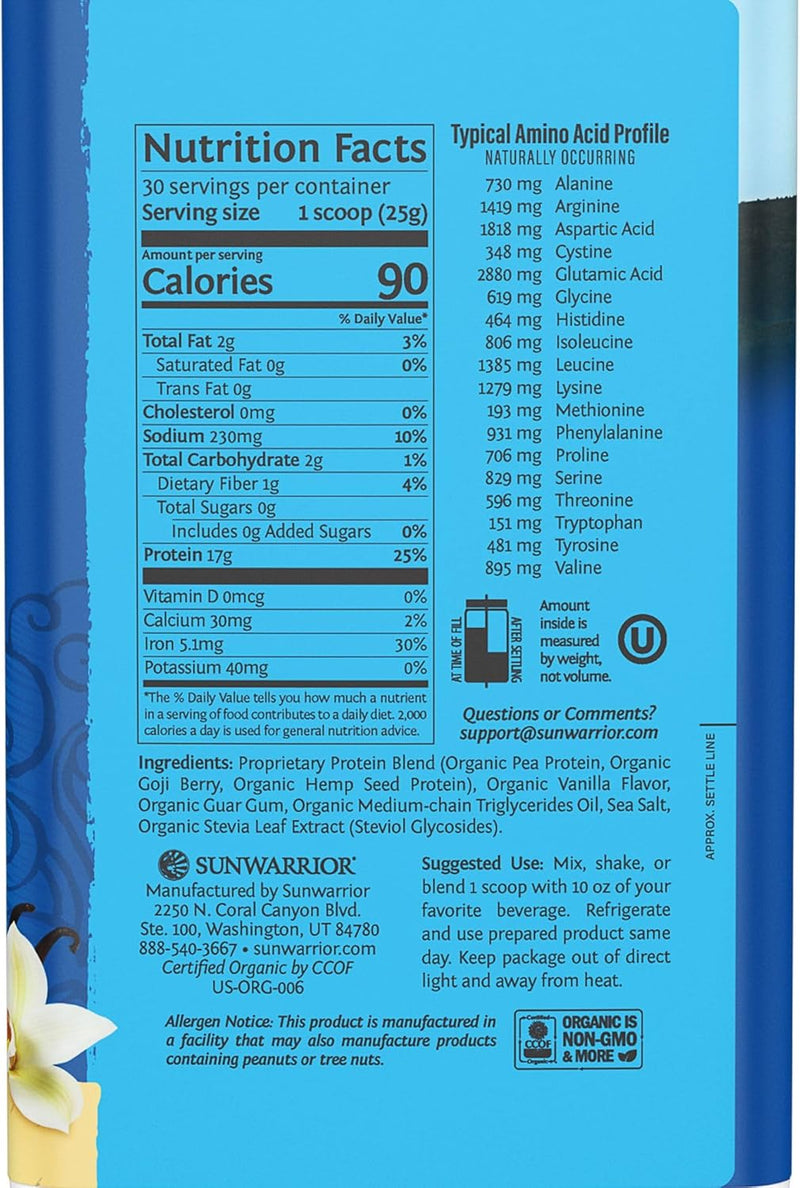 Nutrition Facts
30 servings per container
Serving size 1 scoop (25g)
Amount per serving
Calories 90
% Daily Value*
Total Fat 2g 3%
Saturated Fat 0g 0%
Trans Fat 0g
Cholesterol 0mg 0%
Sodium 230mg 10%
Total Carbohydrate 2g 1%
Dietary Fiber 1g 4%
Total Sugars 0g
Includes 0g Added Sugars 0%
Protein 17g 25%
Vitamin D 0mcg 0%
Calcium 30mg 2%
Iron 5.1mg 30%
Potassium 40mg 0%
*The % Daily Value tells you how much a nutrient
in a serving of food contributes to a daily diet. 2,000
calories a day is used for general nutrition advice.
Typical Amino Acid Profile
NATURALLY OCCURRING
730 mg Alanine
1419 mg Arginine
1818 mg Aspartic Acid
348 mg Cystine
2880 mg Glutamic Acid
619 mg Glycine
464 mg Histidine
806 mg Isoleucine
1385 mg Leucine
1279 mg Lysine
193 mg Methionine
931 mg Phenylalanine
706 mg Proline
829 mg Serine
596 mg Threonine
151 mg Tryptophan
481 mg Tyrosine
895 mg Valine
AT TIME OF FILL
AFTER SETTLING
Amount
inside is
measured
by weight,
not volume.
U
Questions or Comments?
support@sunwarrior.com
APPROX. SETTLE LINE
Ingredients: Proprietary Protein Blend (Organic Pea Protein, Organic
Goji Berry, Organic Hemp Seed Protein), Organic Vanilla Flavor,
Organic Guar Gum, Organic Medium-chain Triglycerides Oil, Sea Salt,
Organic Stevia Leaf Extract (Steviol Glycosides).
SUNWARRIOR®
Manufactured by Sunwarrior
2250 N. Coral Canyon Blvd.
Ste. 100, Washington, UT 84780
888-540-3667 • sunwarrior.com
Certified Organic by CCOF
US-ORG-006
Suggested Use: Mix, shake, or
blend 1 scoop with 10 oz of your
favorite beverage. Refrigerate
and use prepared product same
day. Keep package out of direct
light and away from heat.
Allergen Notice: This product is manufactured in
a facility that may also manufacture products
containing peanuts or tree nuts.
Certified
CCOF
Organic
ORGANIC IS
NON-GMO
& MORE